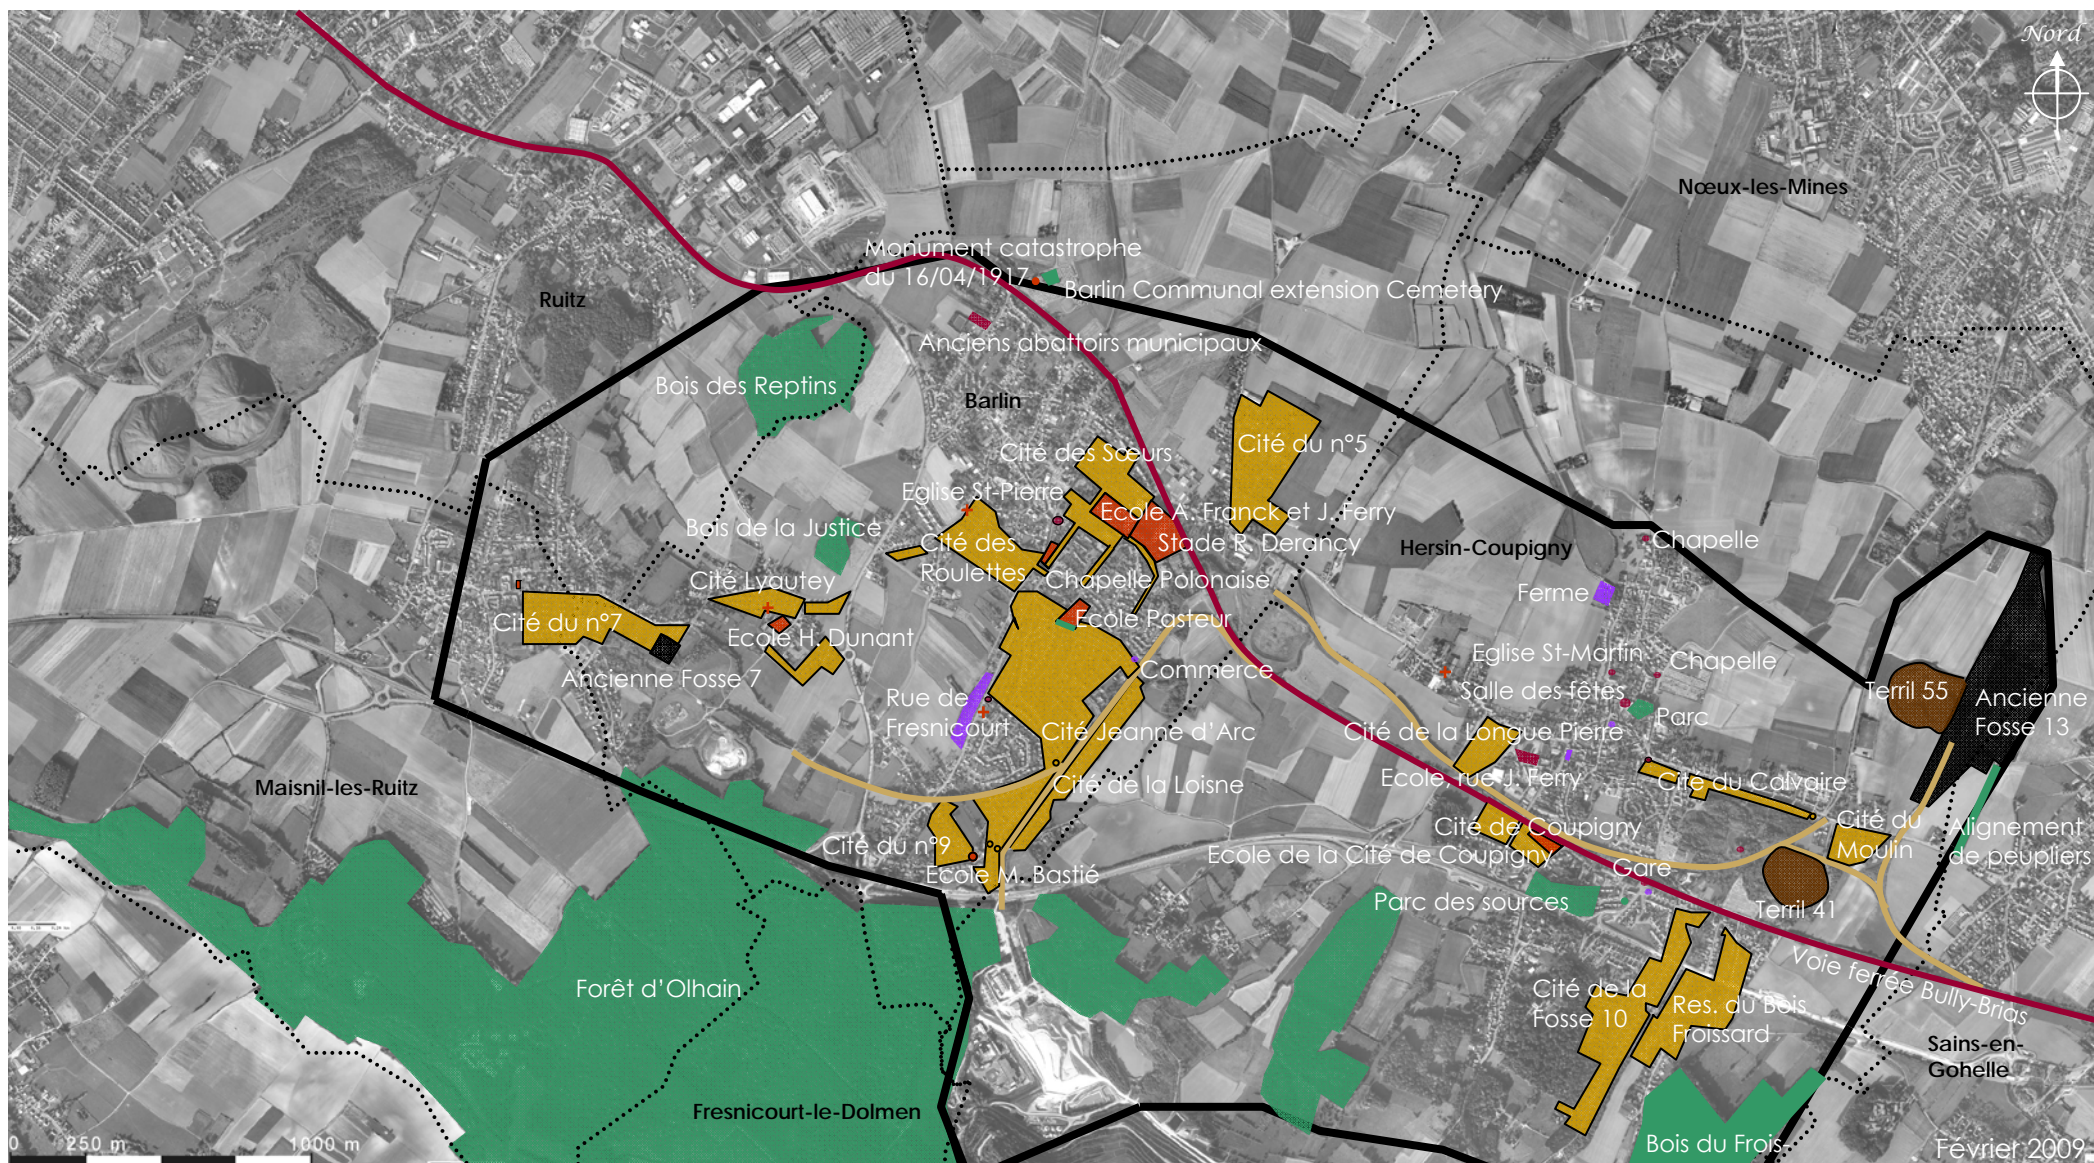 Nord
Nœux-les-Mines
Monument catastrophe
du 16/04/1917
Barlin Communal extension Cemetery
Ruitz
Anciens abattoirs municipaux
Bois des Reptins
Barlin
Cité des Sœurs
Cité du n°5
Eglise St-Pierre
Ecole A. Franck et J. Ferry
Bois de la Justice
Cité des
Roulettes
Stade R. Derancy
Hersin-Coupigny
Chapelle
Cité Lyautey
Chapelle Polonaise
Ferme
Cité du n°7
Ecole H. Dunant
Ecole Pasteur
Eglise St-Martin
Chapelle
Ancienne Fosse 7
Commerce
Salle des fêtes
Terril 55
Ancienne
Fosse 13
Rue de
Fresnicourt
Parc
Cité Jeanne d'Arc
Cité de la Longue Pierre
Maisnil-les-Ruitz
Cité de la Loisne
Ecole, rue J. Ferry
Cité du Calvaire
Cité du n°9
Cité de Coupigny
Cité du
Moulin
Alignement
de peupliers
Ecole de la Cité de Coupigny
Ecole M. Bastié
Gare
Parc des sources
Terril 41
Forêt d'Olhain
Voie ferrée Bully-Brias
Cité de la
Fosse 10
Res. du Bois
Froissard
Sains-en-
Gohelle
Fresnicourt-le-Dolmen
Bois du Frois-
0 250 m 1000 m
Février 2009